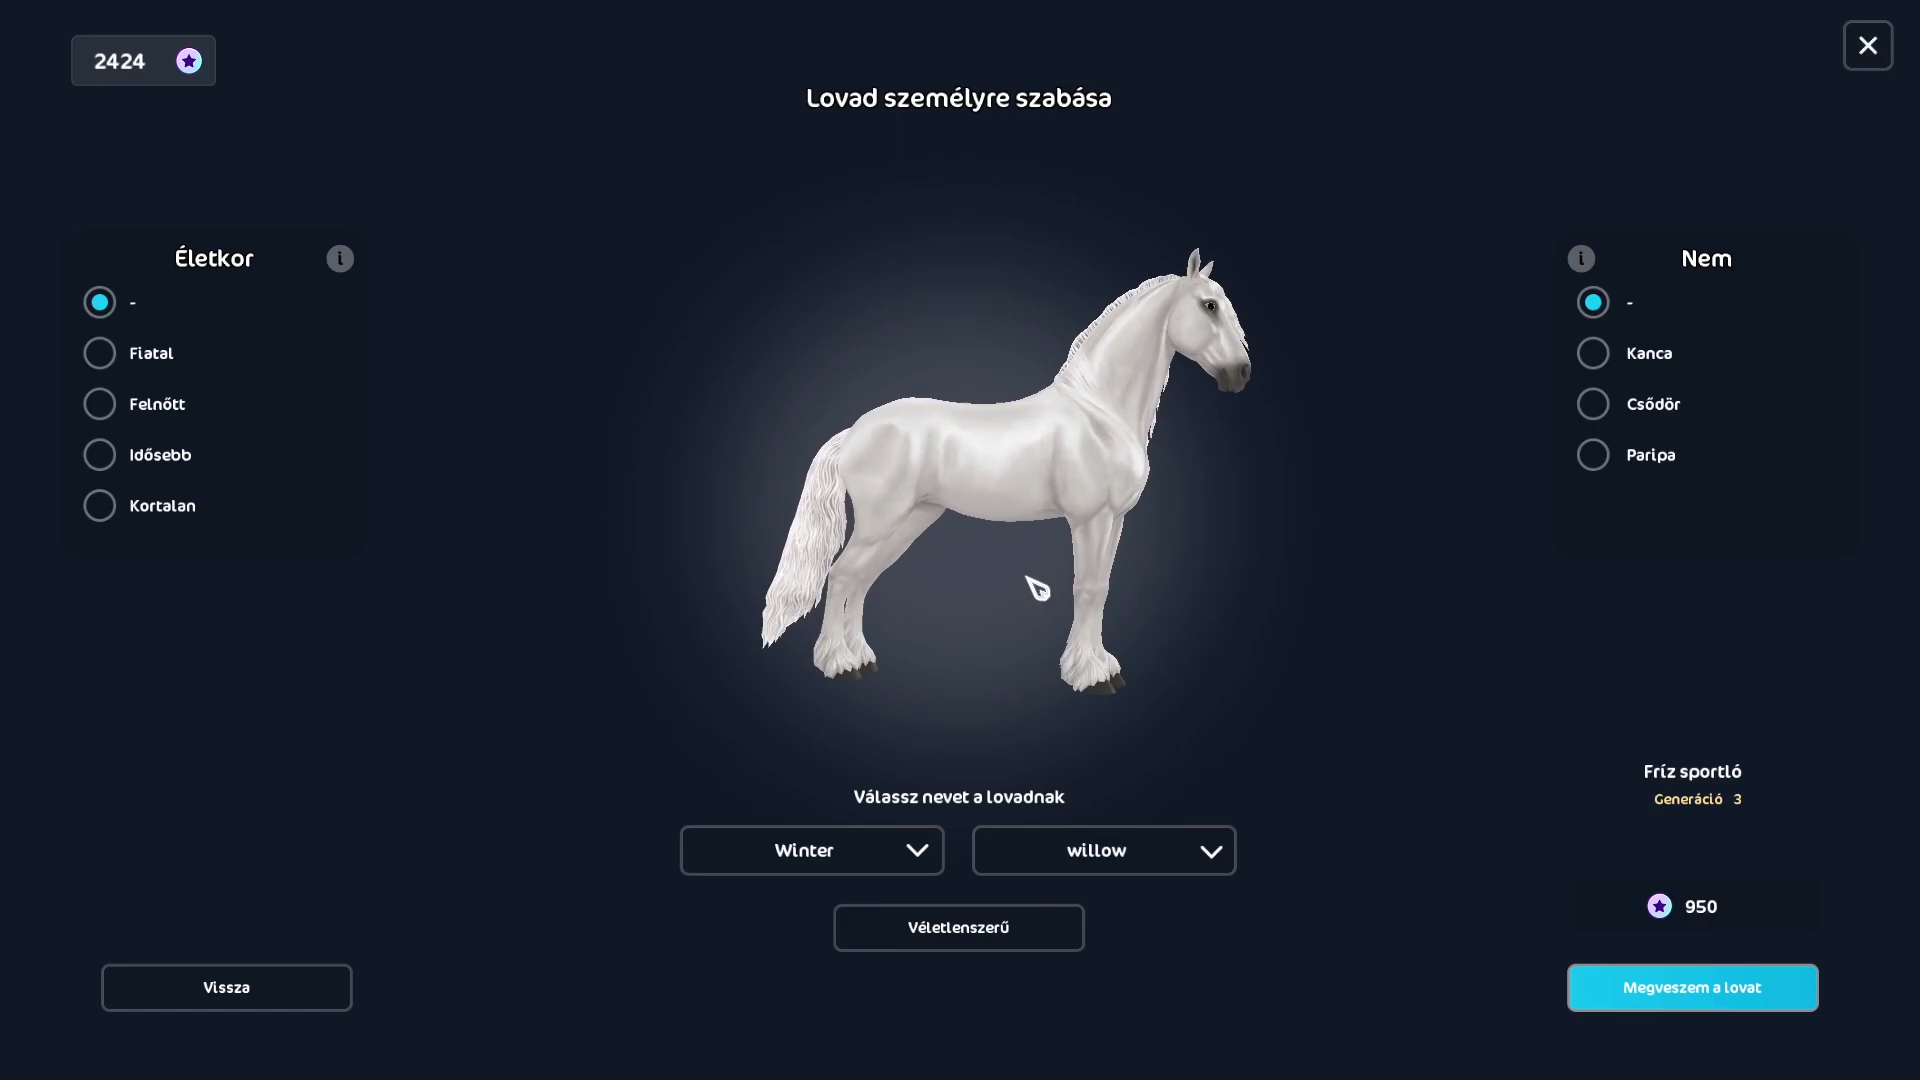 2424
Lovad személyre szabása
Életkor
-
Fiatal
Felnőtt
Idősebb
Kortalan
Nem
-
Kanca
Csődör
Paripa
Fríz sportló
Generáció 3
Válassz nevet a lovadnak
Winter
willow
Véletlenszerű
950
Vissza
Megveszem a lovat